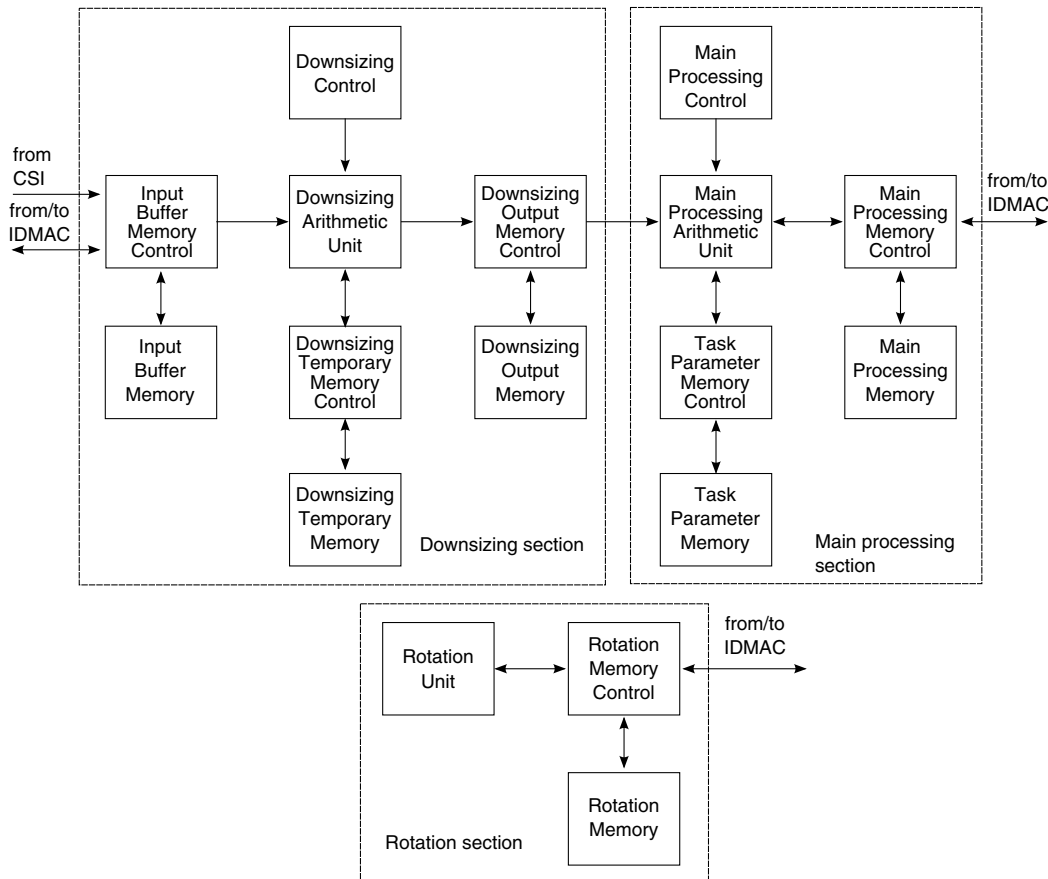 Downsizing
Control
Main
Processing
Control
from
CSI
from/to
IDMAC
Input
Buffer
Memory
Control
Downsizing
Arithmetic
Unit
Downsizing
Output
Memory
Control
Main
Processing
Arithmetic
Unit
Main
Processing
Memory
Control
from/to
IDMAC
Input
Buffer
Memory
Downsizing
Temporary
Memory
Control
Downsizing
Output
Memory
Task
Parameter
Memory
Control
Main
Processing
Memory
Downsizing
Temporary
Memory
Downsizing section
Task
Parameter
Memory
Main processing
section
Rotation
Unit
Rotation
Memory
Control
from/to
IDMAC
Rotation
Memory
Rotation section